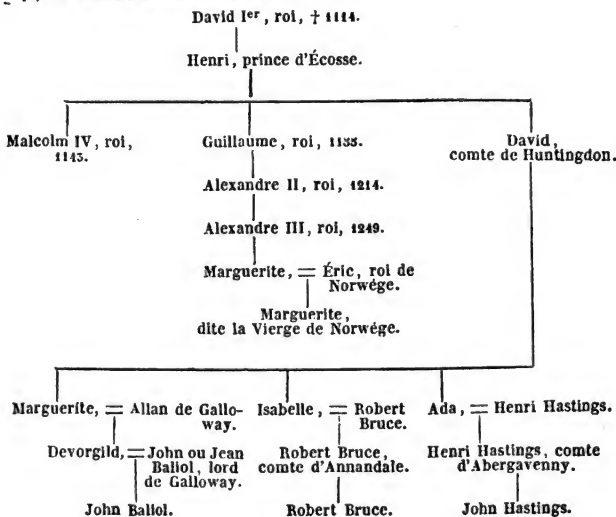 David Ier, roi, † 1114.
Henri, prince d'Écosse.
Malcolm IV, roi, Guillaume, roi, 1133. David,
1143. comte de Huntingdon.
Alexandre II, roi, 1214.
Alexandre III, roi, 1249.
Marguerite, = Éric, roi de
Norwége.
Marguerite,
dite la Vierge de Norwége.
Marguerite, = Allan de Gallo- Isabelle, = Robert Ada, = Henri Hastings.
way. Bruce.
Devorgild, = John ou Jean Robert Bruce, Henri Hastings, comte
Baliol, lord comte d'Annandale. d'Abergavenny.
de Galloway.
John Baliol. Robert Bruce. John Hastings.